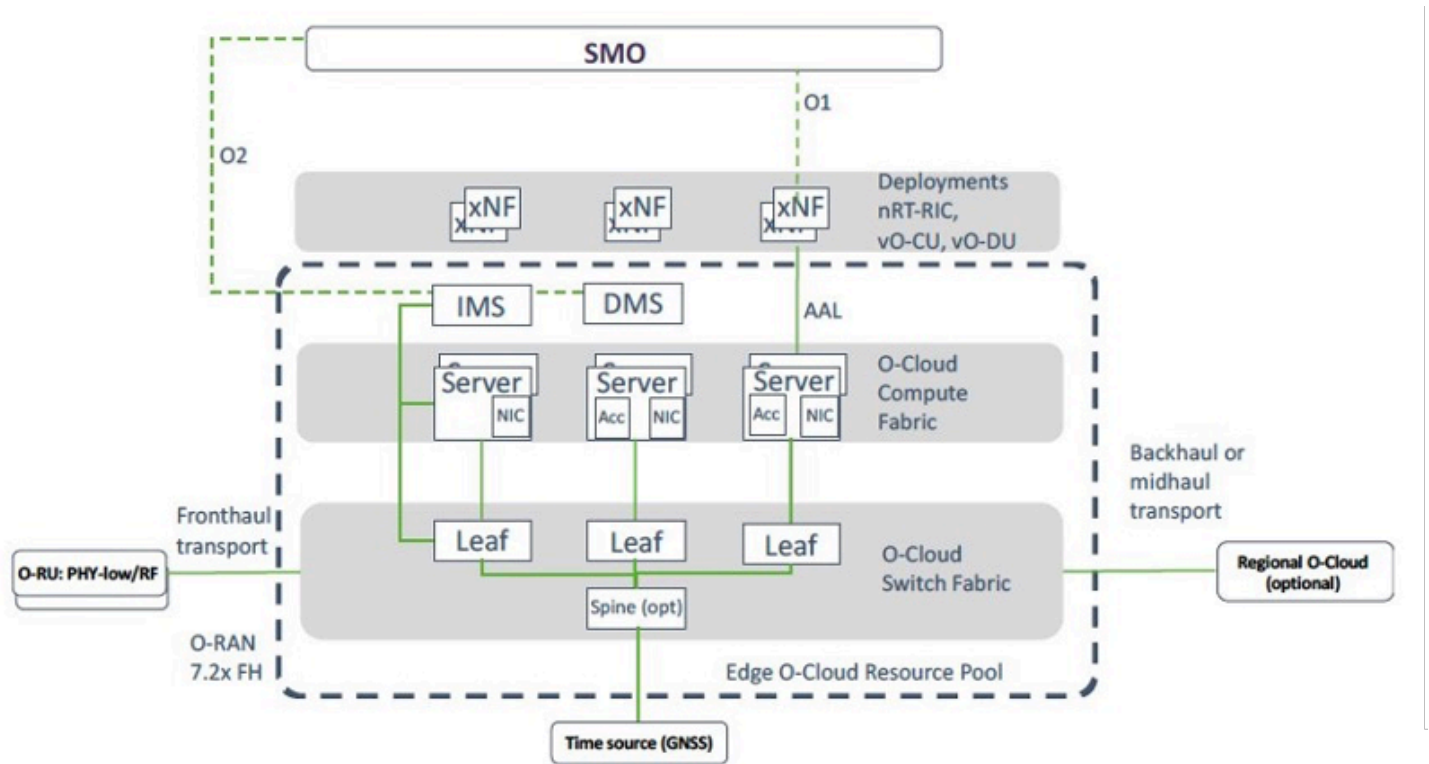 SMO
O1
O2
Deployments
nRT-RIC,
vO-CU, vO-DU
xNF
xNF
xNF
xNF
xNF
xNF
IMS
DMS
AAL
Server
NIC
Server
Acc
NIC
Server
Acc
NIC
O-Cloud
Compute
Fabric
Backhaul or
midhaul
transport
Fronthaul
transport
Leaf
Leaf
Leaf
O-Cloud
Switch Fabric
O-RU: PHY-low/RF
Regional O-Cloud
(optional)
Spine (opt)
O-RAN
7.2x FH
Edge O-Cloud Resource Pool
Time source (GNSS)